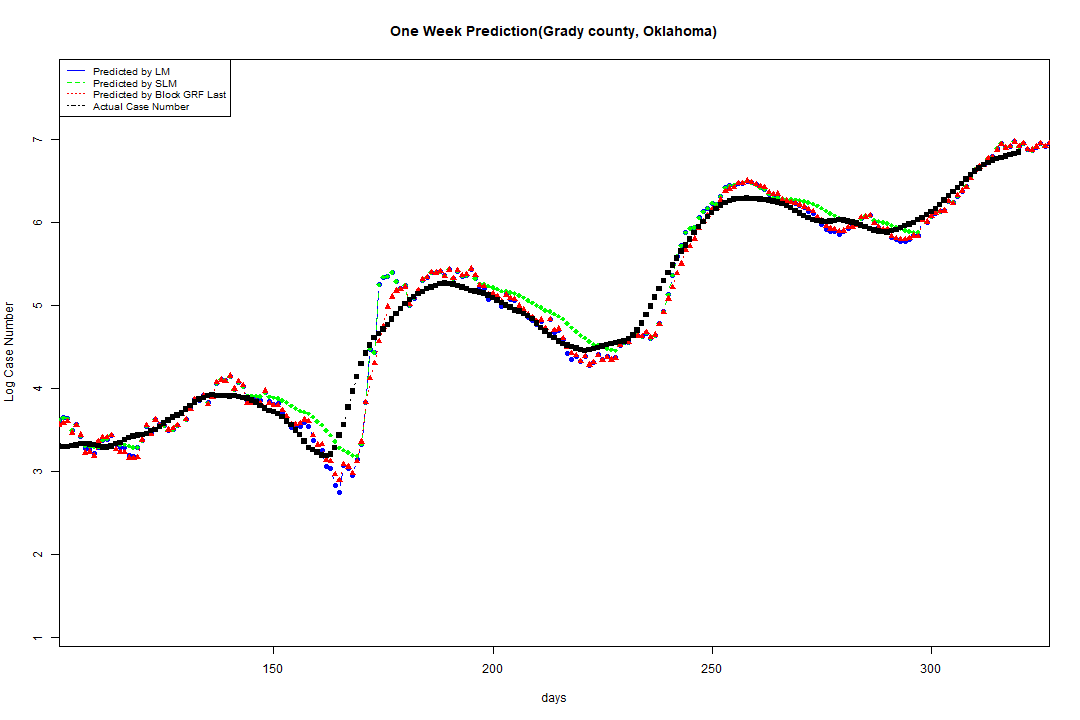 One Week Prediction(Grady county, Oklahoma)
Predicted by LM
Predicted by SLM
Predicted by Block GRF Last
Actual Case Number
7
6
5
4
3
2
1
Log Case Number
150 200 250 300
days